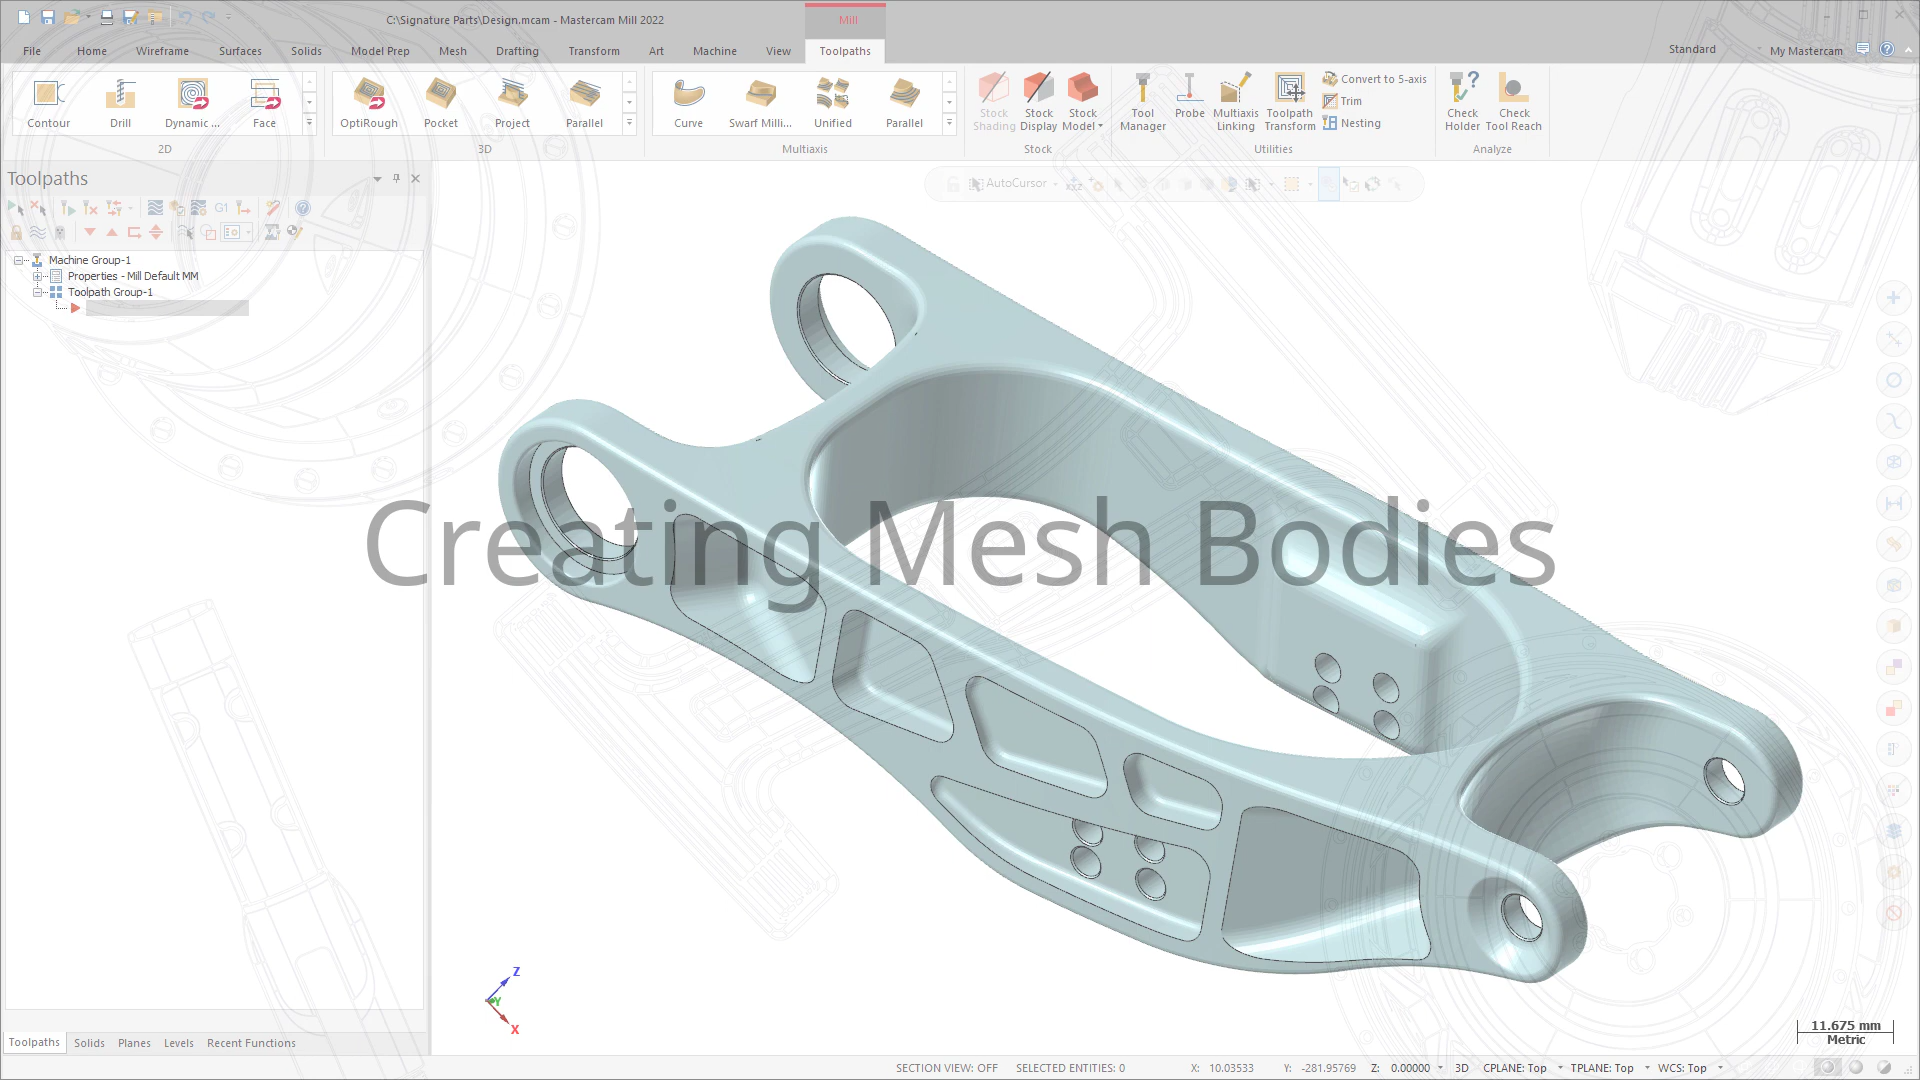 C:\Signature Parts\Design.mcam - Mastercam Mill 2022
Mill
File Home Wireframe Surfaces Solids Model Prep Mesh Drafting Transform Art Machine View Toolpaths
Standard My Mastercam
Contour Drill Dynamic ... Face
2D
OptiRough Pocket Project Parallel
3D
Curve Swarf Milli... Unified Parallel
Multiaxis
Stock Shading
Stock Display
Stock Model
Stock
Tool Manager
Probe
Multiaxis Linking
Toolpath Transform
Convert to 5-axis
Trim
Nesting
Utilities
Check Holder
Check Tool Reach
Analyze
Toolpaths
AutoCursor
G1
Machine Group-1
Properties - Mill Default MM
Toolpath Group-1
Creating Mesh Bodies
Z
Y
X
11.675 mm
Metric
Toolpaths Solids Planes Levels Recent Functions
SECTION VIEW: OFF SELECTED ENTITIES: 0 X: 10.03533 Y: -281.95769 Z: 0.00000 3D CPLANE: Top TPLANE: Top WCS: Top